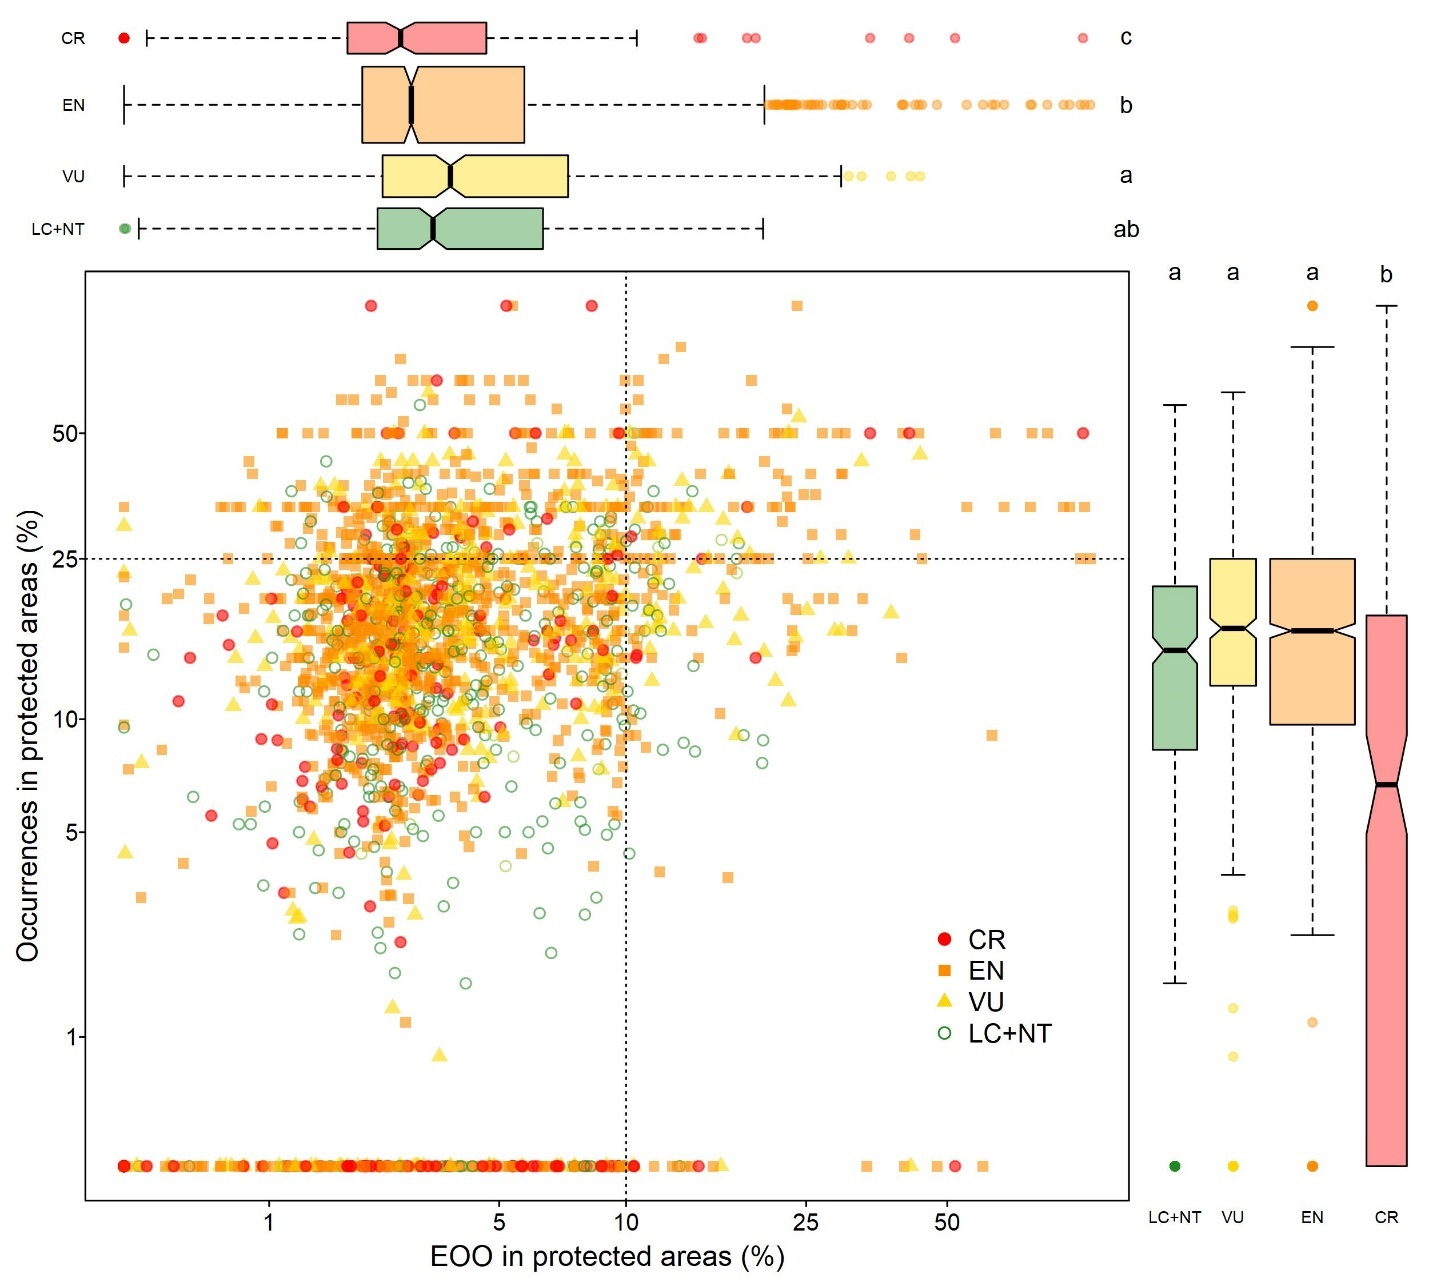 CR c
EN b
VU a
LC+NT ab
a a a b
50
25
10
5
1
Occurrences in protected areas (%)
CR
EN
VU
LC+NT
LC+NT VU EN CR
1 5 10 25 50
EOO in protected areas (%)